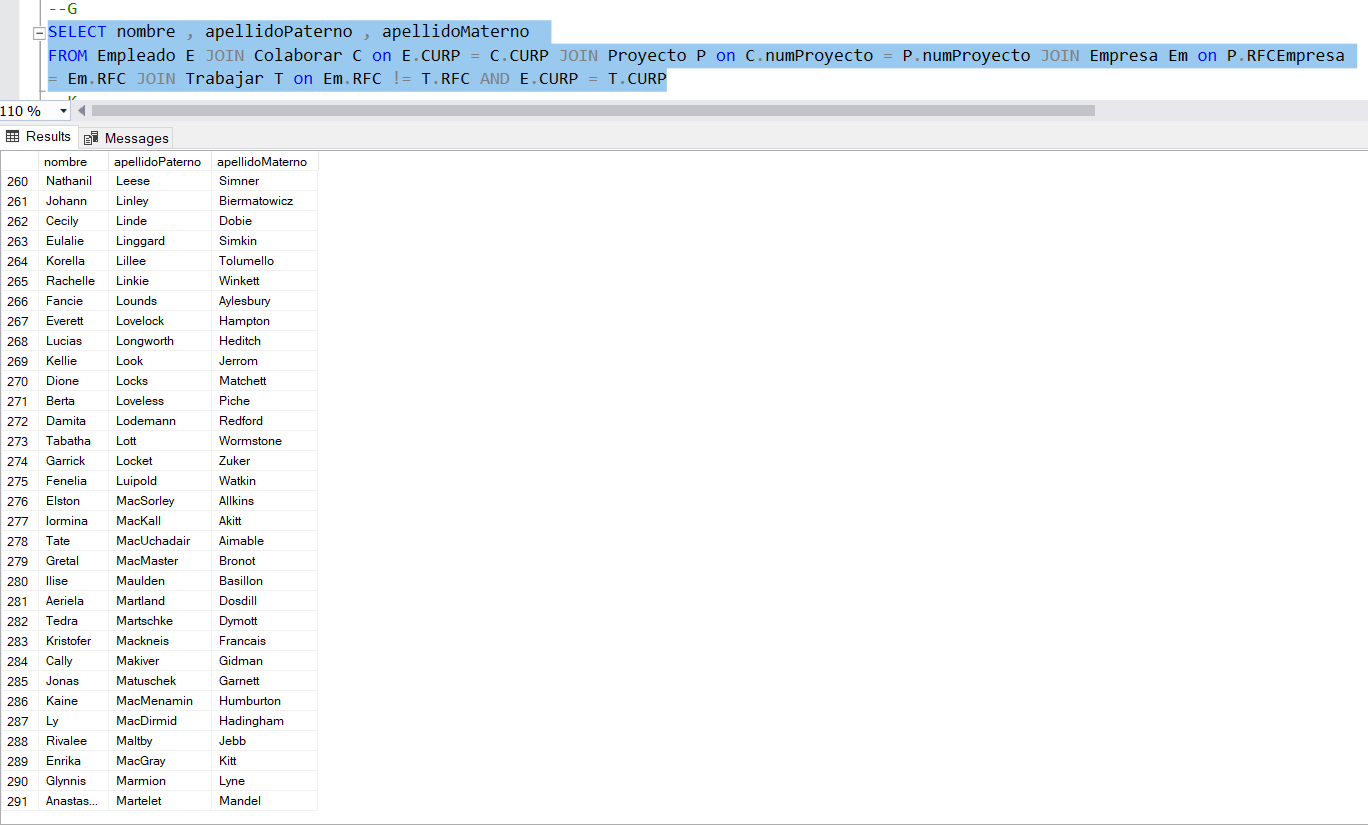 --G
SELECT nombre , apellidoPaterno , apellidoMaterno
FROM Empleado E JOIN Colaborar C on E.CURP = C.CURP JOIN Proyecto P on C.numProyecto = P.numProyecto JOIN Empresa Em on P.RFCEmpresa
= Em.RFC JOIN Trabajar T on Em.RFC != T.RFC AND E.CURP = T.CURP
110 %
Results Messages
nombre apellidoPaterno apellidoMaterno
260 Nathanil Leese Simner
261 Johann Linley Biermatowicz
262 Cecily Linde Dobie
263 Eulalie Linggard Simkin
264 Korella Lillee Tolumello
265 Rachelle Linkie Winkett
266 Fancie Lounds Aylesbury
267 Everett Lovelock Hampton
268 Lucias Longworth Heditch
269 Kellie Look Jerrom
270 Dione Locks Matchett
271 Berta Loveless Piche
272 Damita Lodemann Redford
273 Tabatha Lott Wormstone
274 Garrick Locket Zuker
275 Fenelia Luipold Watkin
276 Elston MacSorley Allkins
277 Iormina MacKall Akitt
278 Tate MacUchadair Aimable
279 Gretal MacMaster Bronot
280 Ilise Maulden Basillon
281 Aeriela Martland Dosdill
282 Tedra Martschke Dymott
283 Kristofer Mackneis Francais
284 Cally Makiver Gidman
285 Jonas Matuschek Garnett
286 Kaine MacMenamin Humburton
287 Ly MacDirmid Hadingham
288 Rivalee Maltby Jebb
289 Enrika MacGray Kitt
290 Glynnis Marmion Lyne
291 Anastas... Martelet Mandel